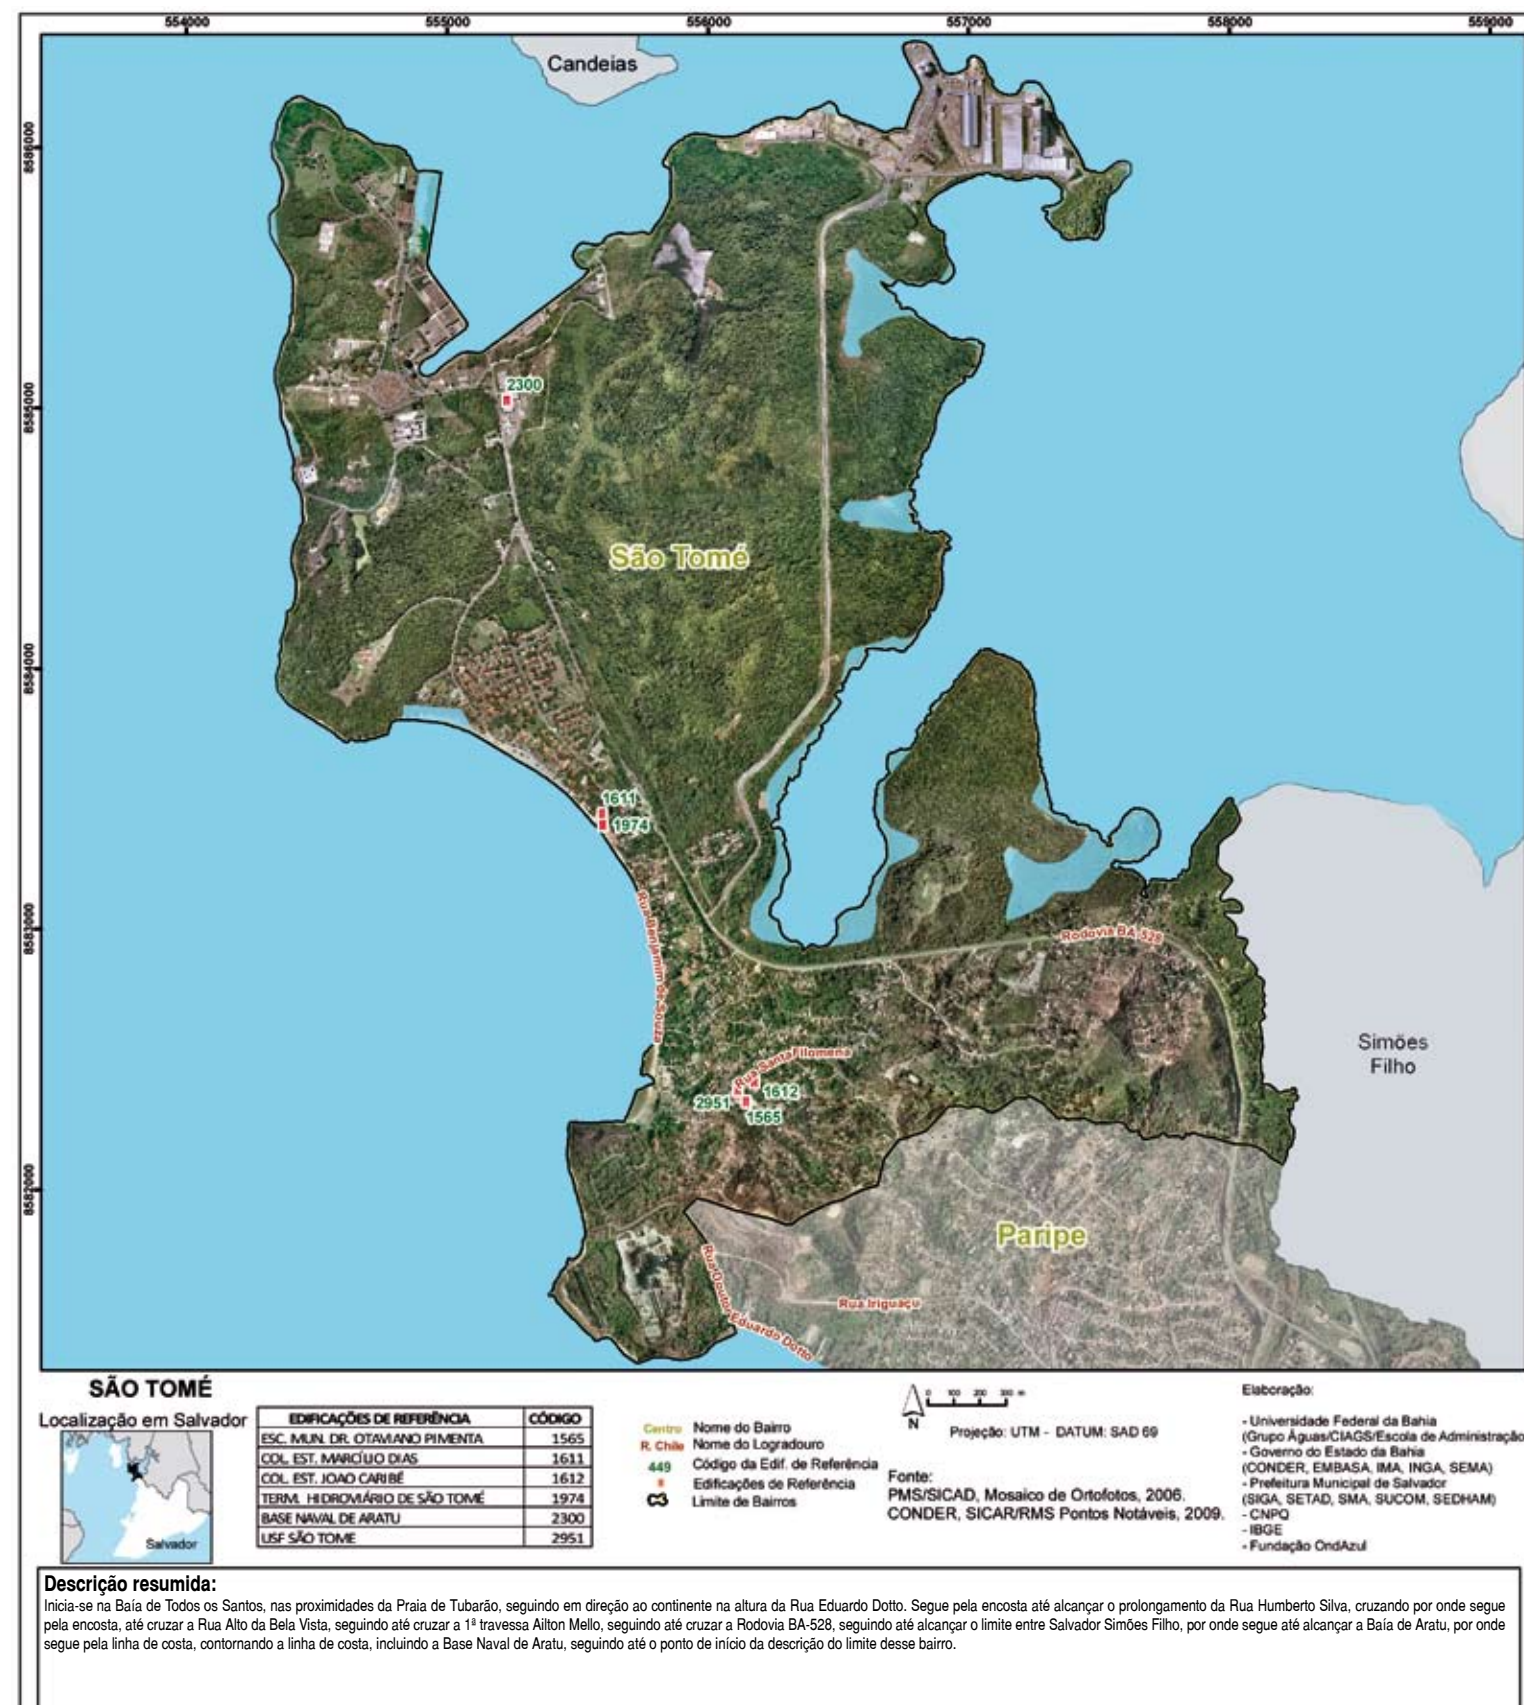 554000 555000 556000 557000 558000 559000
Candeias
8586000
2300
8585000
São Tomé
8584000
1611
1974
8583000
Rua Benjamim de Souza
Rodovia BA-528
Simões
Filho
Rua Santa Filomena
1612
2951
1565
8582000
Paripe
Rua Doutor Eduardo Dotto
Rua Iriguaçu
SÃO TOMÉ
Localização em Salvador
Salvador
EDIFICAÇÕES DE REFERÊNCIA CÓDIGO
ESC. MUN. DR. OTAVIANO PIMENTA 1565
COL. EST. MARCÍLIO DIAS 1611
COL. EST. JOAO CARIBÉ 1612
TERM. HIDROVIÁRIO DE SÃO TOMÉ 1974
BASE NAVAL DE ARATU 2300
USF SÃO TOME 2951
Centro Nome do Bairro
R. Chile Nome do Logradouro
449 Código da Edif. de Referência
Edificações de Referência
Limite de Bairros
0 100 200 300 m
N
Projeção: UTM - DATUM: SAD 69
Fonte:
PMS/SICAD, Mosaico de Ortofotos, 2006.
CONDER, SICAR/RMS Pontos Notáveis, 2009.
Elaboração:
- Universidade Federal da Bahia
(Grupo Águas/CIAGS/Escola de Administração
- Governo do Estado da Bahia
(CONDER, EMBASA, IMA, INGA, SEMA)
- Prefeitura Municipal de Salvador
(SIGA, SETAD, SMA, SUCOM, SEDHAM)
- CNPQ
- IBGE
- Fundação OndAzul
Descrição resumida:
Inicia-se na Baía de Todos os Santos, nas proximidades da Praia de Tubarão, seguindo em direção ao continente na altura da Rua Eduardo Dotto. Segue pela encosta até alcançar o prolongamento da Rua Humberto Silva, cruzando por onde segue
pela encosta, até cruzar a Rua Alto da Bela Vista, seguindo até cruzar a 1ª travessa Ailton Mello, seguindo até cruzar a Rodovia BA-528, seguindo até alcançar o limite entre Salvador Simões Filho, por onde segue até alcançar a Baía de Aratu, por onde
segue pela linha de costa, contornando a linha de costa, incluindo a Base Naval de Aratu, seguindo até o ponto de início da descrição do limite desse bairro.